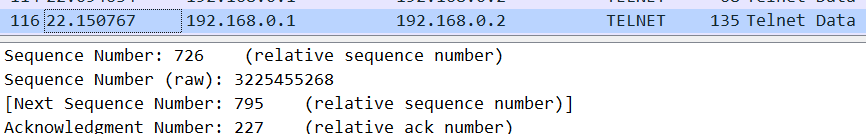 116 22.150767 192.168.0.1 192.168.0.2 TELNET 135 Telnet Data
Sequence Number: 726 (relative sequence number)
Sequence Number (raw): 3225455268
[Next Sequence Number: 795 (relative sequence number)]
Acknowledgment Number: 227 (relative ack number)